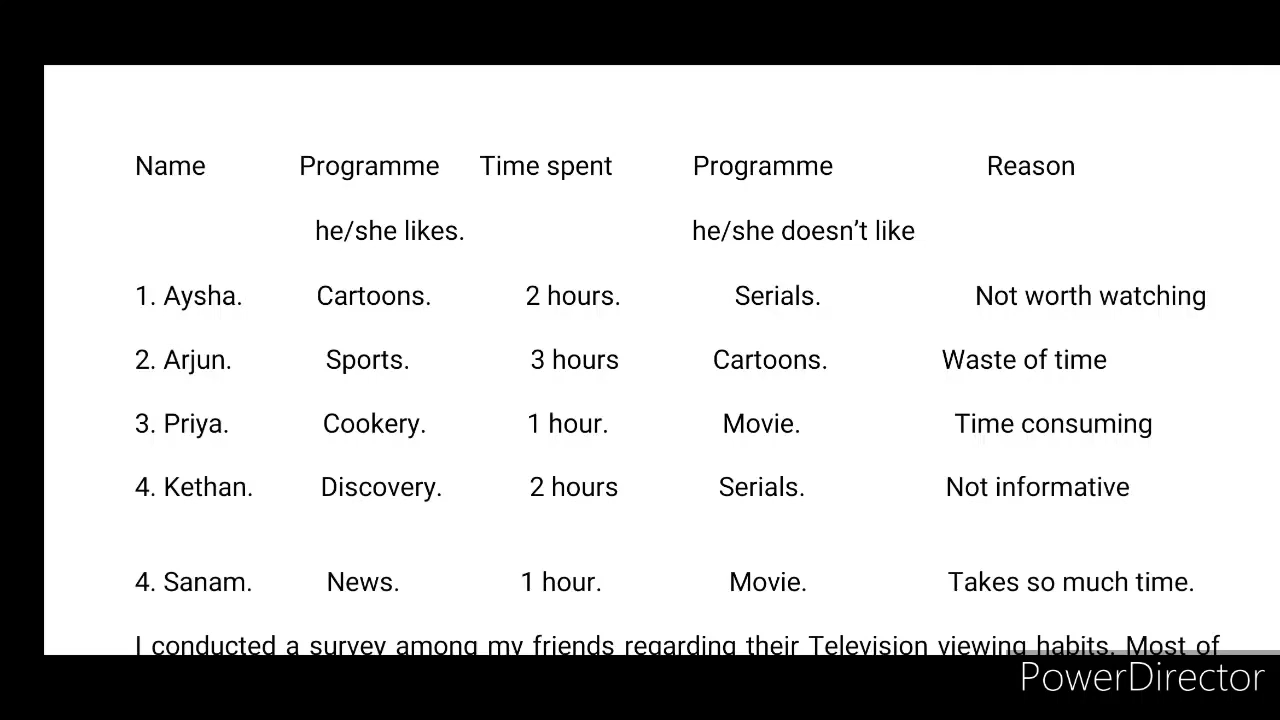 Name Programme Time spent Programme Reason
he/she likes. he/she doesn’t like
1. Aysha. Cartoons. 2 hours. Serials. Not worth watching
2. Arjun. Sports. 3 hours Cartoons. Waste of time
3. Priya. Cookery. 1 hour. Movie. Time consuming
4. Kethan. Discovery. 2 hours Serials. Not informative
4. Sanam. News. 1 hour. Movie. Takes so much time.
I conducted a survey among my friends regarding their Television viewing habits. Most of
PowerDirector